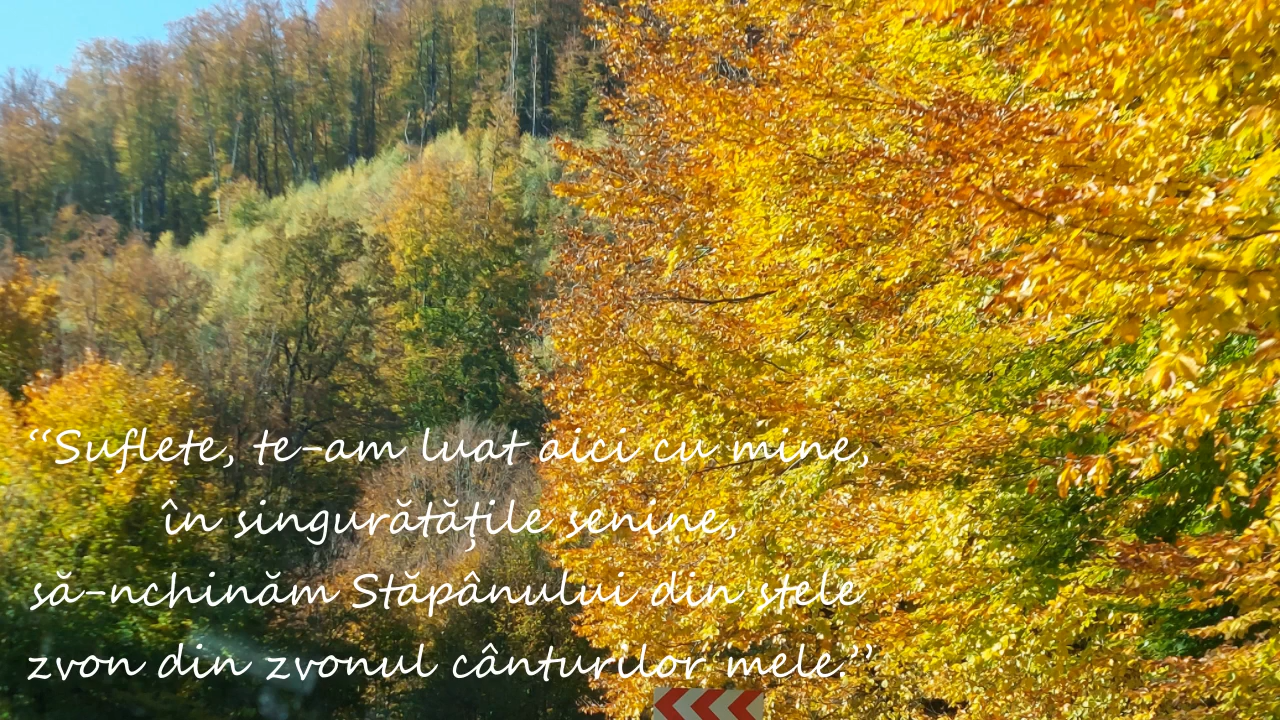 “Suflete, te-am luat aici cu mine,
în singurătățile senine,
să-nchinăm Stăpânului din stele
zvon din zvonul cânturilor mele.”